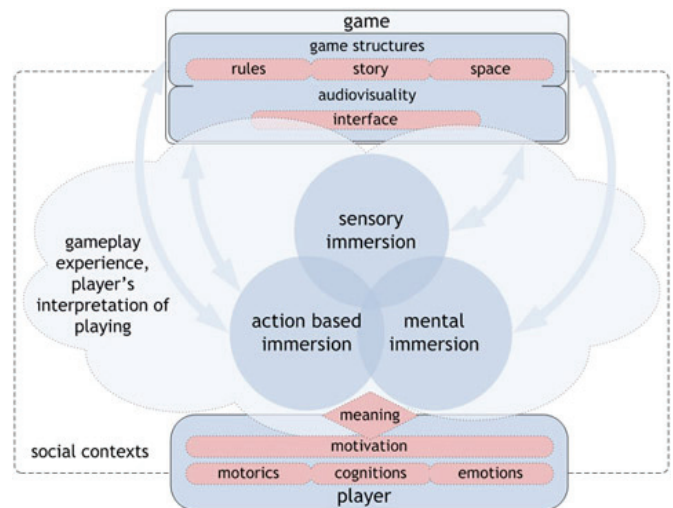 game
game structures
rules story space
audiovisuality
interface
sensory
immersion
gameplay
experience,
player's
interpretation of
playing
action based
immersion
mental
immersion
meaning
social contexts
motivation
motorics cognitions emotions
player